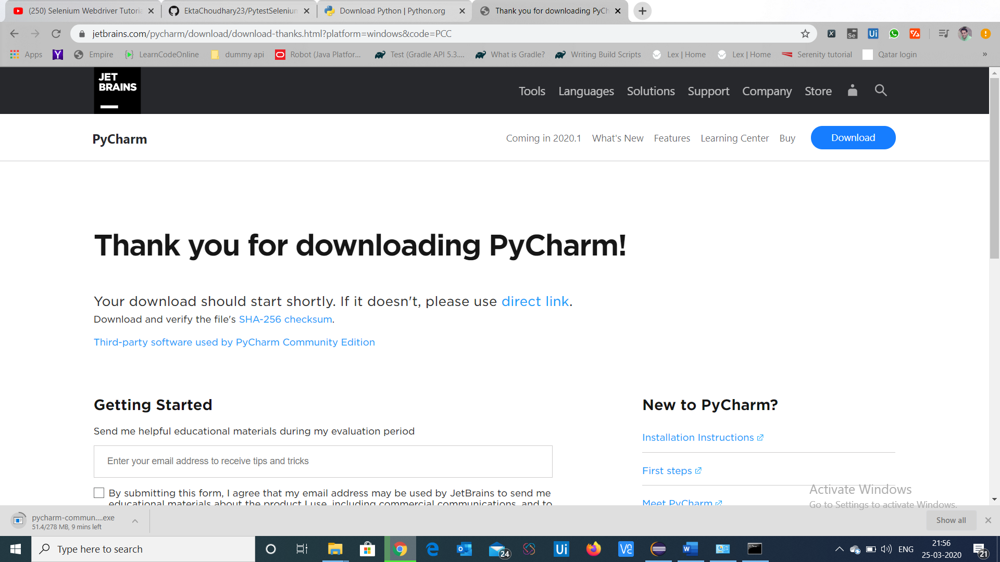 (250) Selenium Webdriver Tutoria
EktaChoudhary23/PytestSelenium
Download Python | Python.org
Thank you for downloading PyCh
jetbrains.com/pycharm/download/download-thanks.html?platform=windows&code=PCC
Apps
Empire
LearnCodeOnline
dummy api
Robot (Java Platfor...
Test (Gradle API 5.3....
What is Gradle?
Writing Build Scripts
Lex | Home
Lex | Home
Serenity tutorial
Qatar login
»
JET
BRAINS
Tools Languages Solutions Support Company Store
PyCharm
Coming in 2020.1 What's New Features Learning Center Buy Download
Thank you for downloading PyCharm!
Your download should start shortly. If it doesn't, please use direct link.
Download and verify the file's SHA-256 checksum.
Third-party software used by PyCharm Community Edition
Getting Started
Send me helpful educational materials during my evaluation period
Enter your email address to receive tips and tricks
By submitting this form, I agree that my email address may be used by JetBrains to send me
educational materials about the product I use, including commercial communications, and to
New to PyCharm?
Installation Instructions
First steps
Meet PyCharm
Activate Windows
Go to Settings to activate Windows.
pycharm-commun....exe
51.4/278 MB, 9 mins left
Show all
Type here to search
24
Ui
ENG
21:56
25-03-2020
21